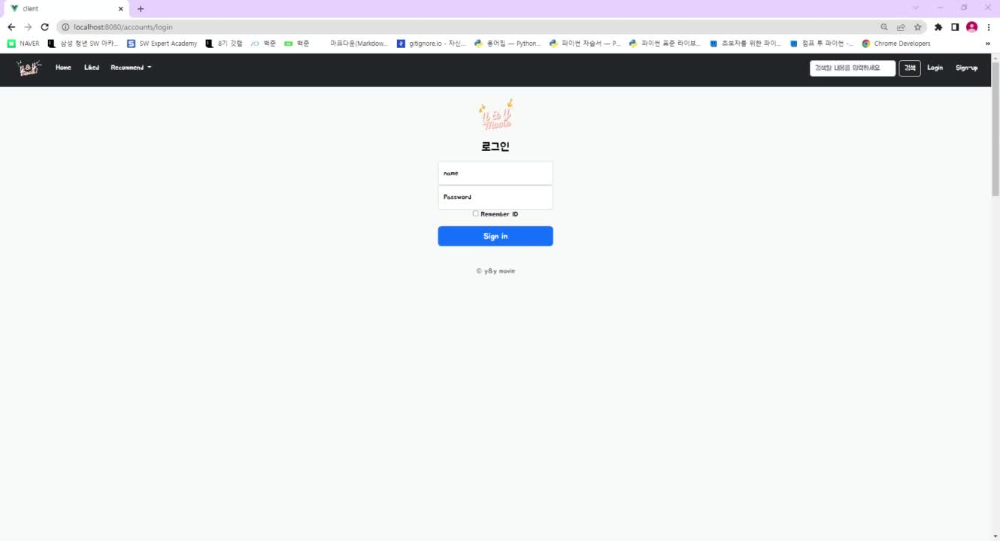 client
localhost:8080/accounts/login
NAVER 삼성 청년 SW 아카... SW Expert Academy 8기 깃랩 백준 백준 마크다운(Markdow... gitignore.io - 자신... 용어집 — Python... 파이썬 자습서 — P... 파이썬 표준 라이브... 초보자를 위한 파이... 점프 투 파이썬 -... Chrome Developers »
y & y movie Home Liked Recommend 검색할 내용을 입력하세요 검색 Login Sign-up
y & y
Movie
로그인
name
Password
Remember ID
Sign in
© y&y movie